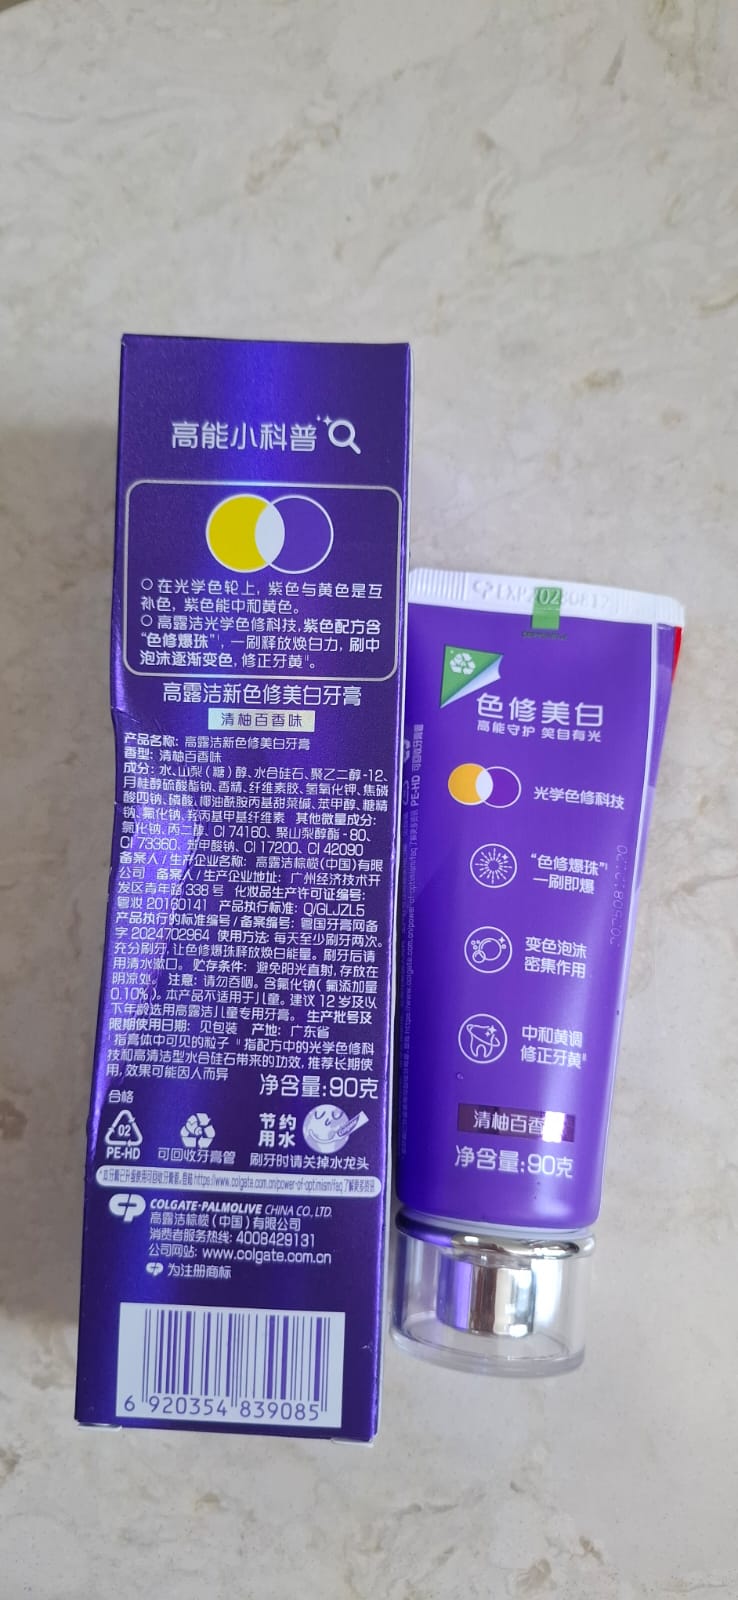 高能小科普
在光学色轮上，紫色与黄色是互
补色，紫色能中和黄色。
高露洁光学色修科技，紫色配方含
“色修爆珠”ⁱ，一刷释放焕白力，刷中
泡沫逐渐变色，修正牙黄ⁱⁱ。
高露洁新色修美白牙膏
清柚百香味
产品名称：高露洁新色修美白牙膏
香型：清柚百香味
成分：水、山梨（糖）醇、水合硅石、聚乙二醇-12、
月桂醇硫酸酯钠、香精、纤维素胶、氢氧化钾、焦磷
酸四钠、磷酸、椰油酰胺丙基甜菜碱、苯甲醇、糖精
钠、氟化钠、羟丙基甲基纤维素 其他微量成分：
氯化钠、丙二醇、CI 74160、聚山梨醇酯-80、
CI 73360、苯甲酸钠、CI 17200、CI 42090
备案人/生产企业名称：高露洁棕榄(中国)有限
公司 备案人/生产企业地址：广州经济技术开
发区青年路338号 化妆品生产许可证编号：
粤妆20160141 产品执行标准：Q/GLJZL5
产品执行的标准编号/备案编号：粤国牙膏网备
字2024702964 使用方法：每天至少刷牙两次。
充分刷牙，让色修爆珠释放焕白能量。刷牙后请
用清水漱口。贮存条件：避免阳光直射，存放在
阴凉处。注意：请勿吞咽。含氟化钠（氟添加量
0.10%）。本产品不适用于儿童。建议12岁及以
下年龄选用高露洁儿童专用牙膏。生产批号及
限期使用日期：见包装 产地：广东省
ⁱ指膏体中可见的粒子 ⁱⁱ指配方中的光学色修科
技和高清洁型水合硅石带来的功效，推荐长期使
用，效果可能因人而异
净含量：90克
合格
02
PE-HD
可回收牙膏管
节约
用水
刷牙时请关掉水龙头
COLGATE-PALMOLIVE CHINA CO., LTD.
高露洁棕榄（中国）有限公司
消费者服务热线：4008429131
公司网站：www.colgate.com.cn
为注册商标
6 920354 839085
EXP20280812
色修美白
高能守护 笑自有光
光学色修科技
“色修爆珠”ⁱ
一刷即爆
变色泡沫
密集作用
中和黄调
修正牙黄ⁱⁱ
清柚百香味
净含量：90克
PE-HD 可回收牙膏管